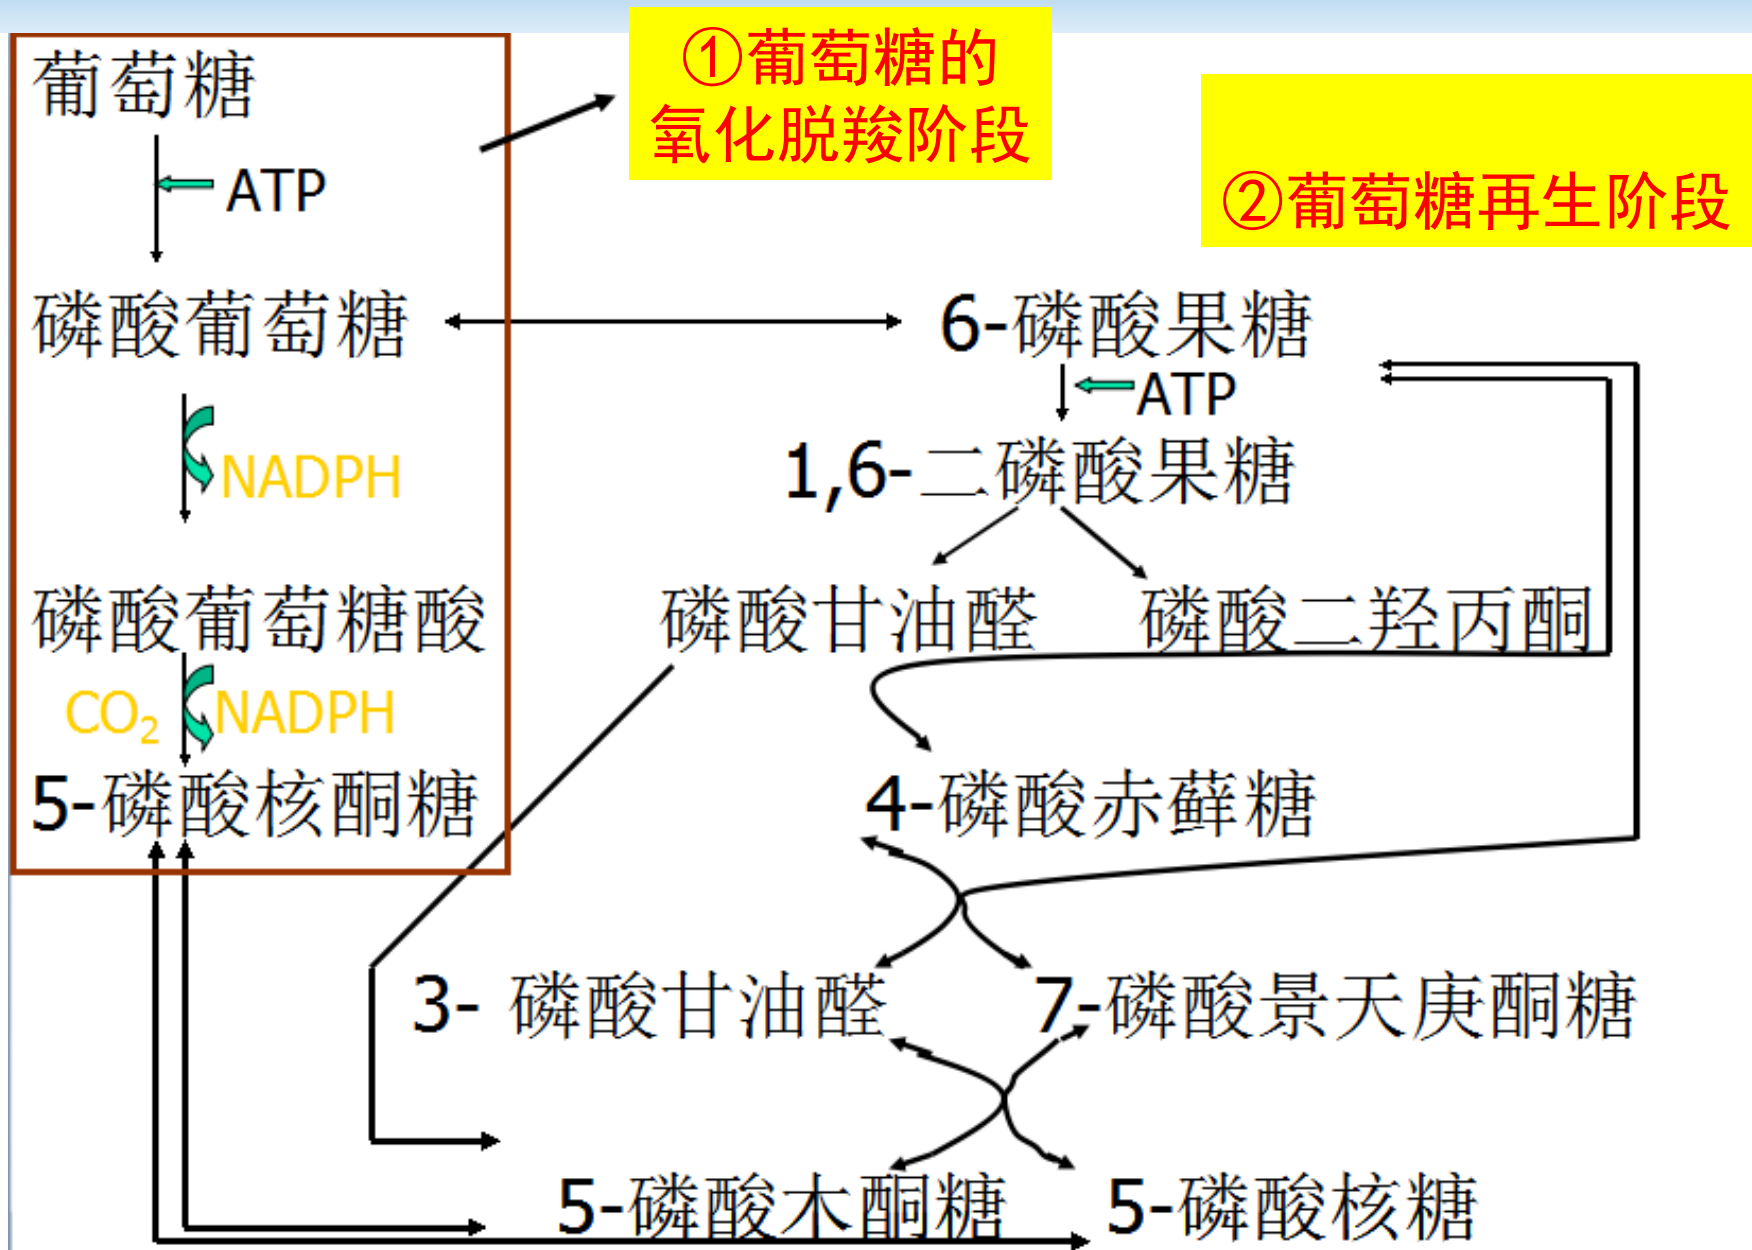 ①葡萄糖的
氧化脱羧阶段
②葡萄糖再生阶段
葡萄糖
ATP
磷酸葡萄糖
NADPH
磷酸葡萄糖酸
CO₂
NADPH
5-磷酸核酮糖
6-磷酸果糖
ATP
1,6-二磷酸果糖
磷酸甘油醛
磷酸二羟丙酮
4-磷酸赤藓糖
3- 磷酸甘油醛
7-磷酸景天庚酮糖
5-磷酸木酮糖
5-磷酸核糖